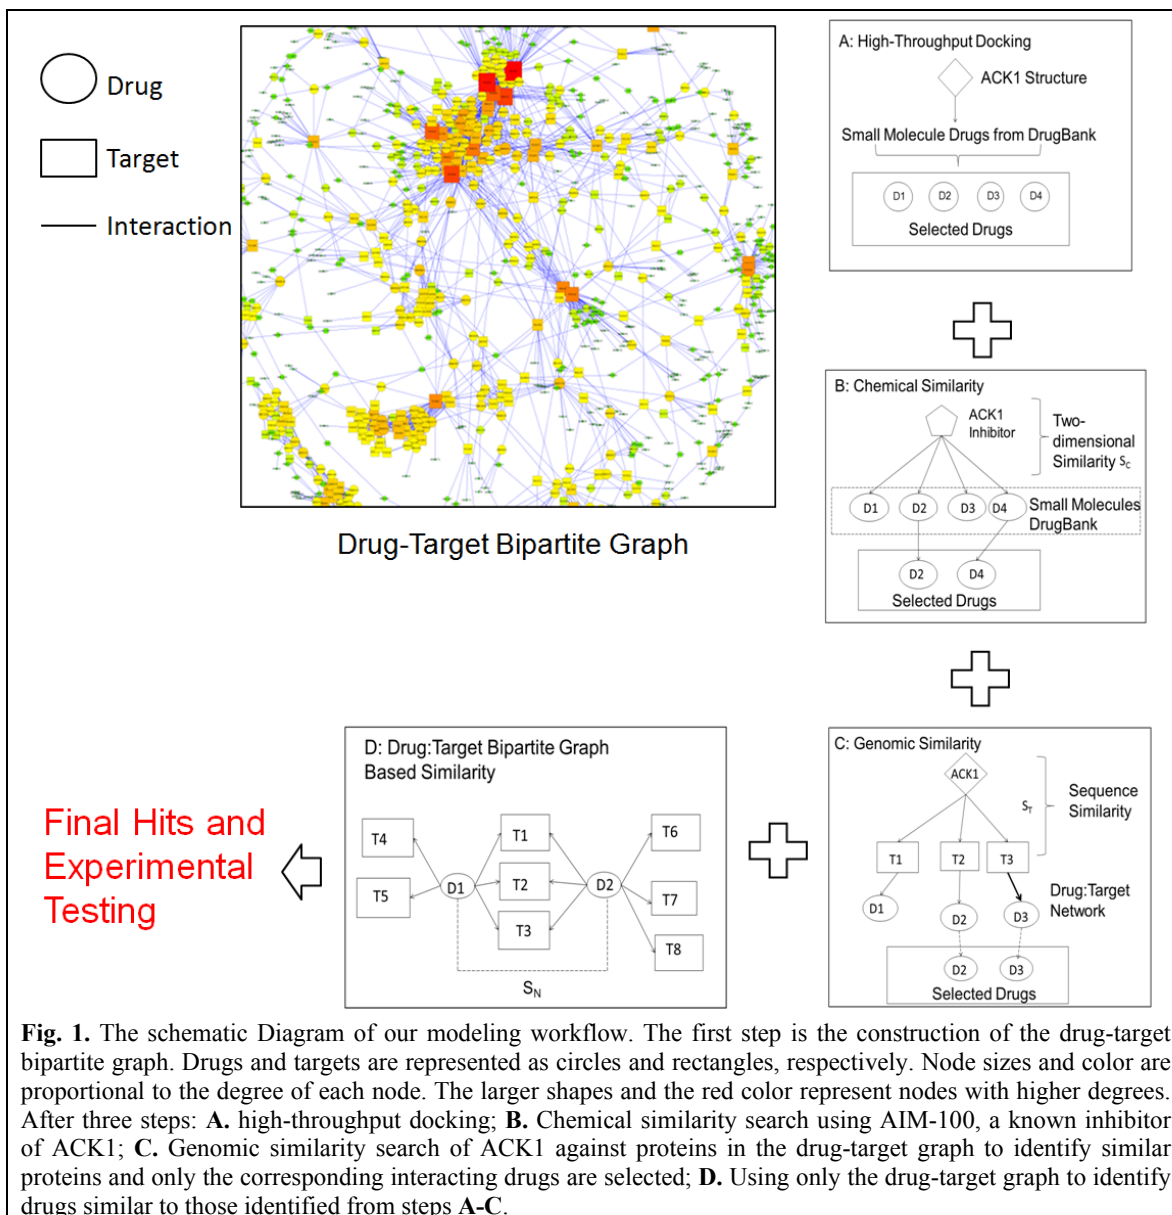 Drug
Target
Interaction
Drug-Target Bipartite Graph
A: High-Throughput Docking
ACK1 Structure
Small Molecule Drugs from DrugBank
D1 D2 D3 D4
Selected Drugs
B: Chemical Similarity
ACK1
Inhibitor
Two-
dimensional
Similarity Sc
D1 D2 D3 D4
Small Molecules
DrugBank
D2 D4
Selected Drugs
C: Genomic Similarity
ACK1
ST
Sequence
Similarity
T1 T2 T3
Drug:Target
Network
D1 D2 D3
D2 D3
Selected Drugs
D: Drug:Target Bipartite Graph
Based Similarity
T4 T1 T6
D1 T2 D2
T5 T3 T7
T8
SN
Final Hits and
Experimental
Testing
Fig. 1. The schematic Diagram of our modeling workflow. The first step is the construction of the drug-target
bipartite graph. Drugs and targets are represented as circles and rectangles, respectively. Node sizes and color are
proportional to the degree of each node. The larger shapes and the red color represent nodes with higher degrees.
After three steps: A. high-throughput docking; B. Chemical similarity search using AIM-100, a known inhibitor
of ACK1; C. Genomic similarity search of ACK1 against proteins in the drug-target graph to identify similar
proteins and only the corresponding interacting drugs are selected; D. Using only the drug-target graph to identify
drugs similar to those identified from steps A-C.